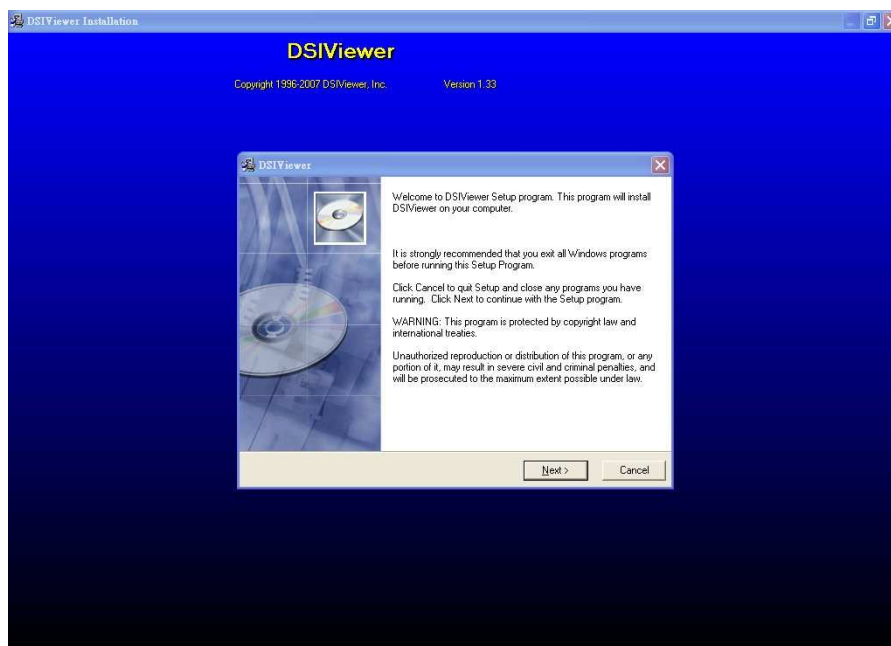 DSIViewer Installation
DSIViewer
Copyright 1996-2007 DSIViewer, Inc. Version 1.33
DSIViewer
Welcome to DSIViewer Setup program. This program will install
DSIViewer on your computer.
It is strongly recommended that you exit all Windows programs
before running this Setup Program.
Click Cancel to quit Setup and close any programs you have
running. Click Next to continue with the Setup program.
WARNING: This program is protected by copyright law and
international treaties.
Unauthorized reproduction or distribution of this program, or any
portion of it, may result in severe civil and criminal penalties, and
will be prosecuted to the maximum extent possible under law.
Next > Cancel